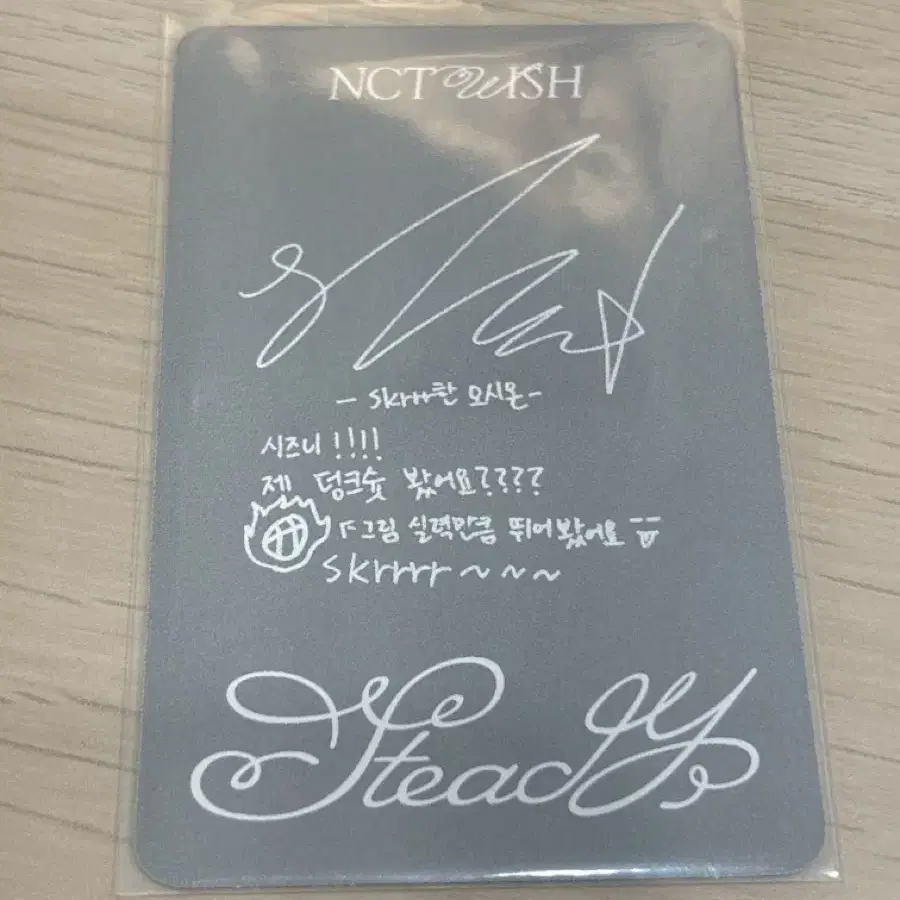 NCT WISH
- skrrr한 오시온-
시즈니 !!!!
제 덩크슛 봤어요????
그림 실력만큼 뛰어봤어요
skrrrr~~~
Steady